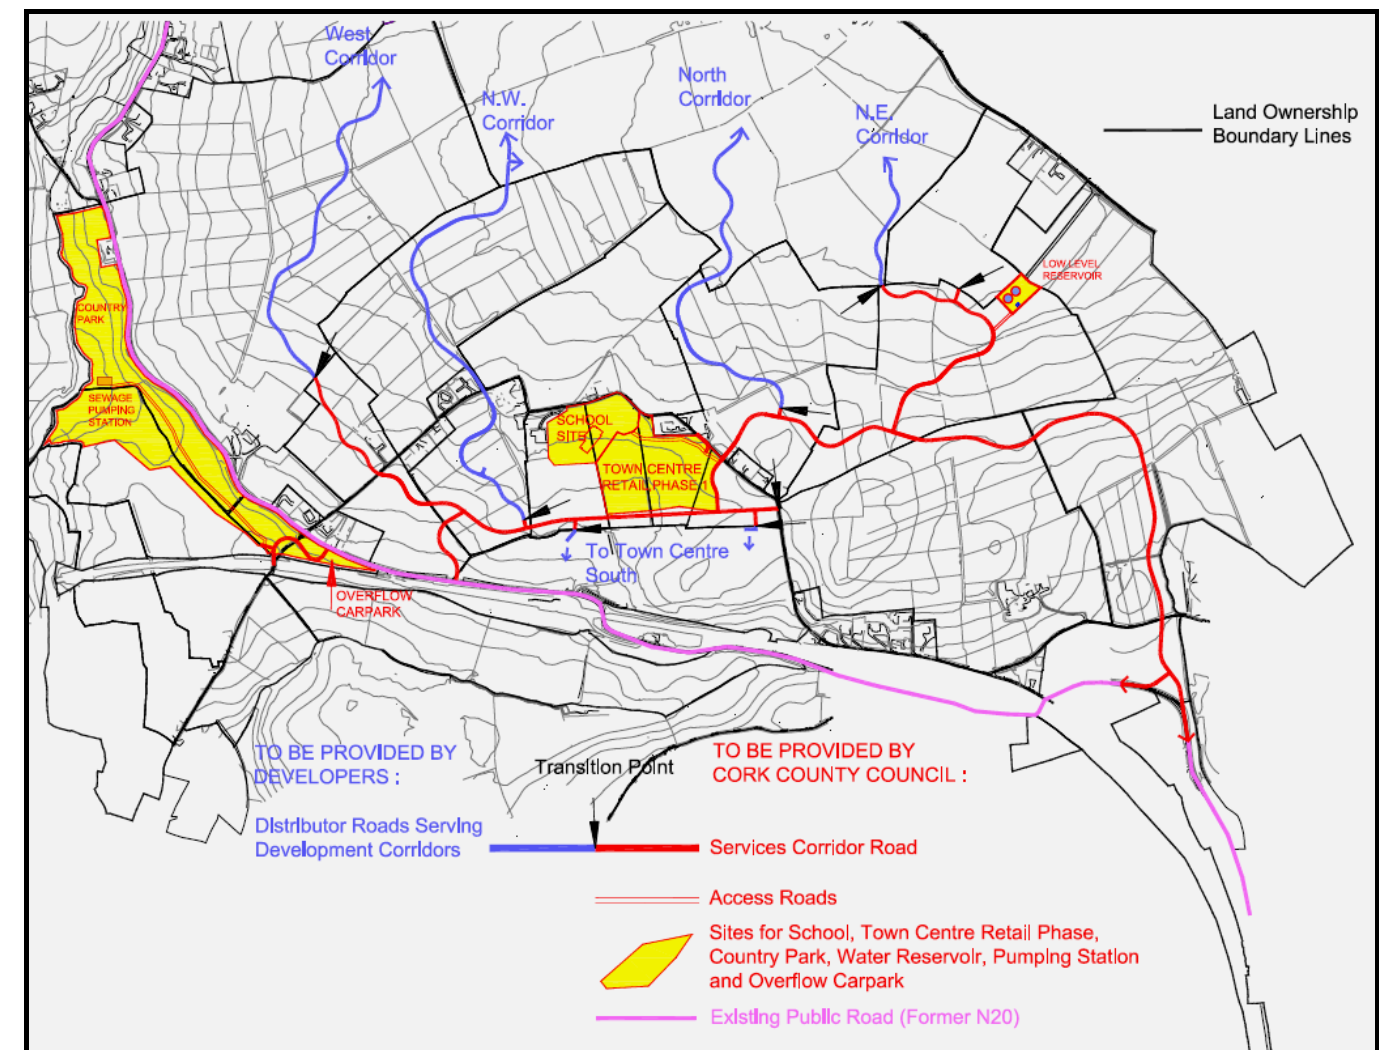 West
Corridor
N.W.
Corridor
North
Corridor
N.E.
Corridor
Land Ownership
Boundary Lines
LOW LEVEL
RESERVOIR
COUNTRY
PARK
SEWAGE
PUMPING
STATION
SCHOOL
SITE
TOWN CENTRE
RETAIL PHASE 1
To Town Centre
South
OVERFLOW
CARPARK
TO BE PROVIDED BY
DEVELOPERS :
Transition Point
TO BE PROVIDED BY
CORK COUNTY COUNCIL :
Distributor Roads Serving
Development Corridors
Services Corridor Road
Access Roads
Sites for School, Town Centre Retail Phase,
Country Park, Water Reservoir, Pumping Station
and Overflow Carpark
Existing Public Road (Former N20)